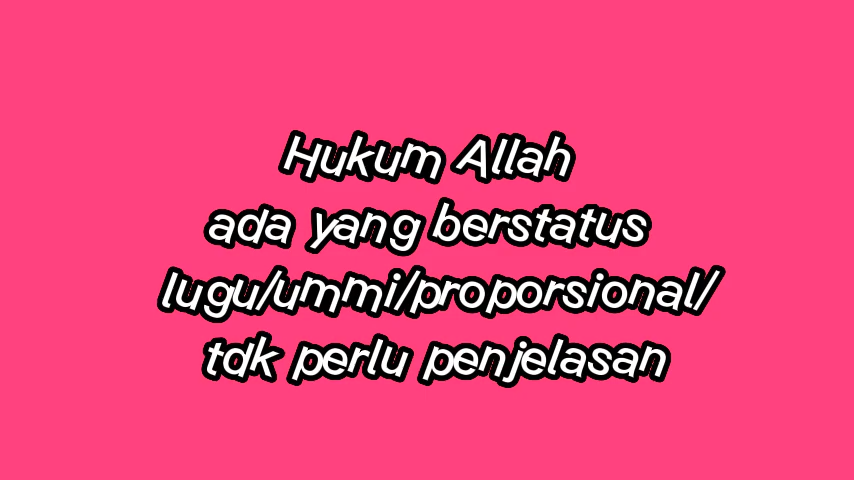 Hukum Allah
ada yang berstatus
lugu/ummi/proporsional/
tdk perlu penjelasan